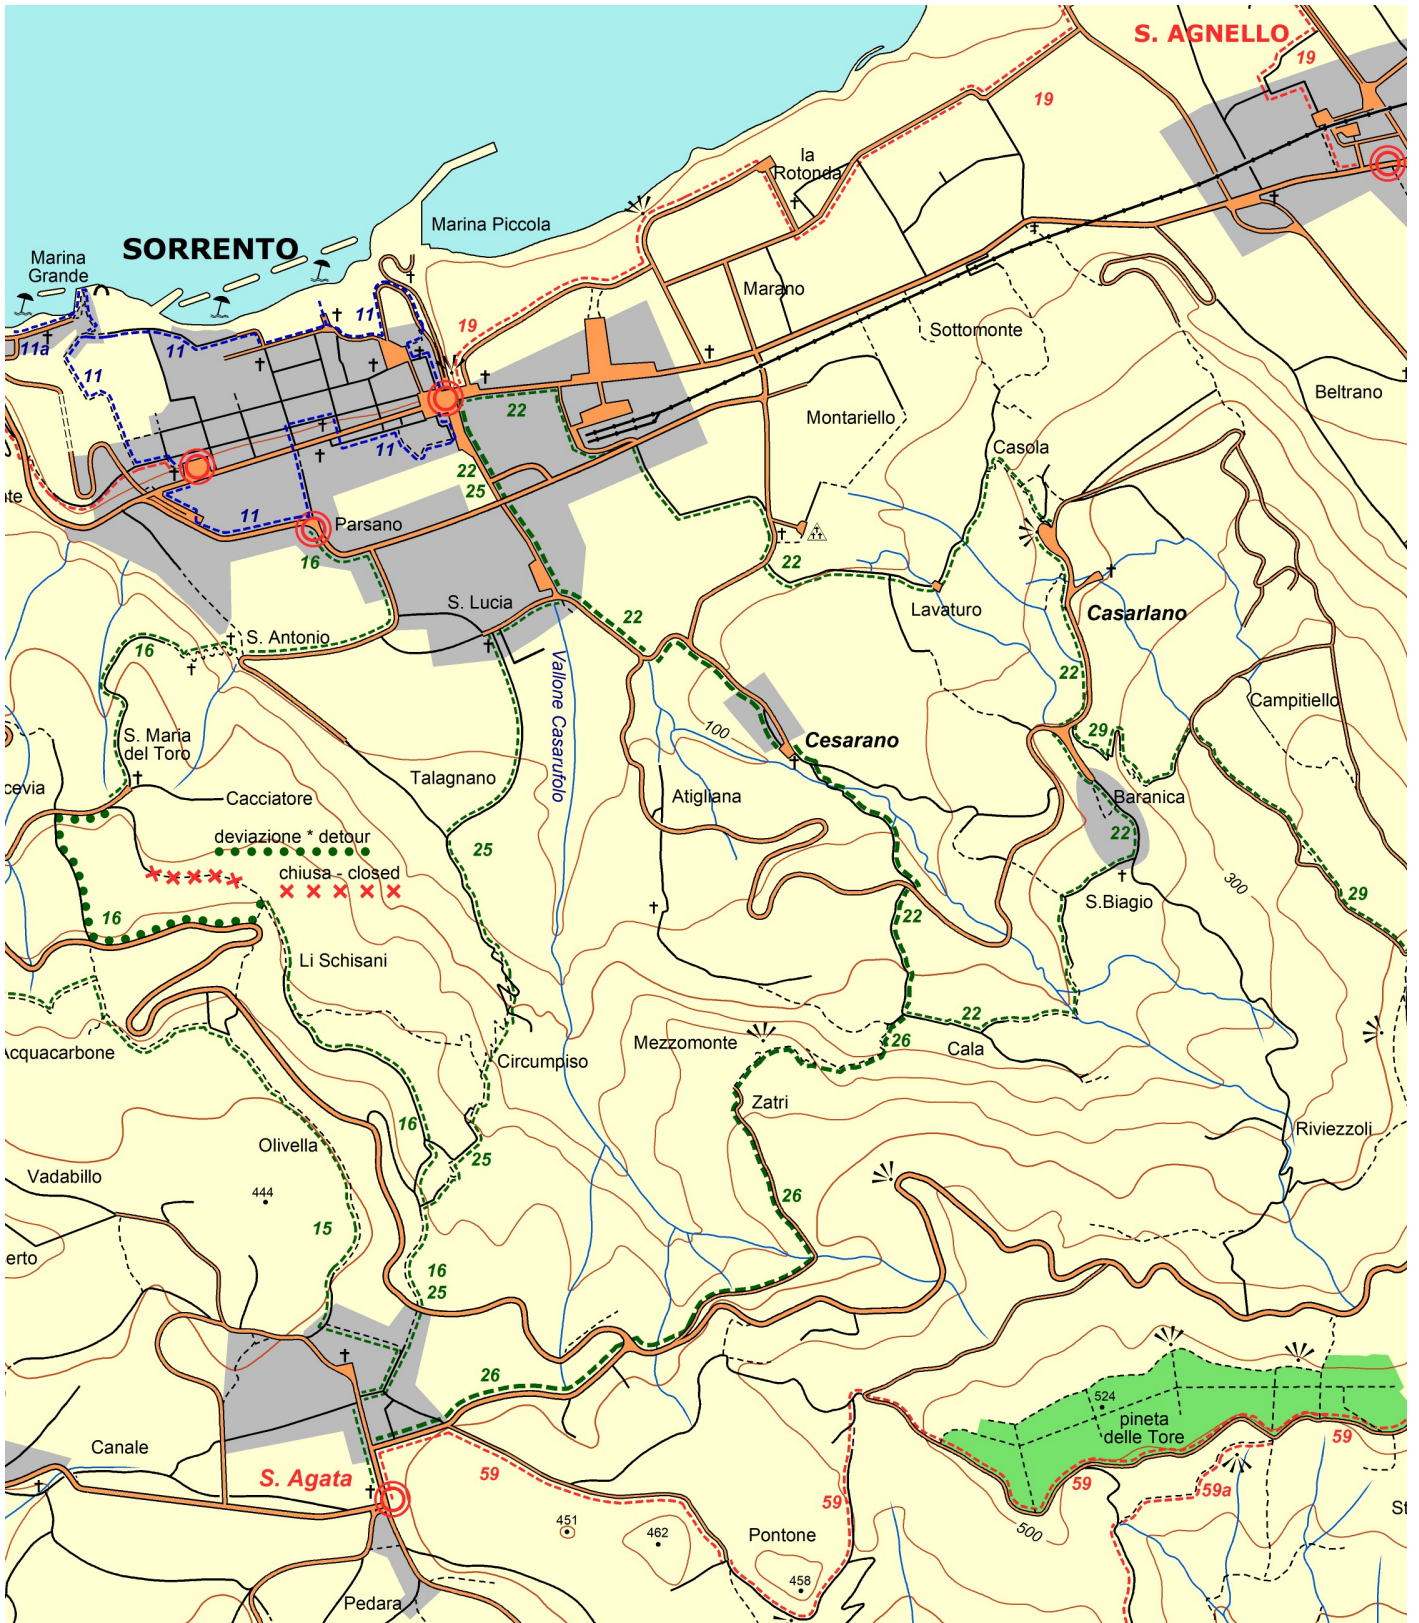 S. AGNELLO
19
19
la
Rotonda
Marina Piccola
SORRENTO
Marina
Grande
Marano
19
11
11a
11
11
Sottomonte
Beltrano
22
Montariello
11
Casola
22
25
11
Parsano
16
22
S. Lucia
Lavaturo
Casarlano
22
S. Antonio
16
Vallone Casarufolo
22
Campitiello
100
29
S. Maria
del Toro
Cesarano
Talagnano
cevia
Cacciatore
Atigliana
Baranica
deviazione * detour
22
25
chiusa - closed
300
29
16
22
S.Biagio
Li Schisani
22
Acquacarbone
Mezzomonte
26
Cala
Circumpiso
Zatri
16
Olivella
Riviezzoli
25
Vadabillo
444
26
15
erto
16
25
26
524
pineta
delle Tore
Canale
59
S. Agata
59
59
59
59a
451
462
Pontone
500
St
458
Pedara